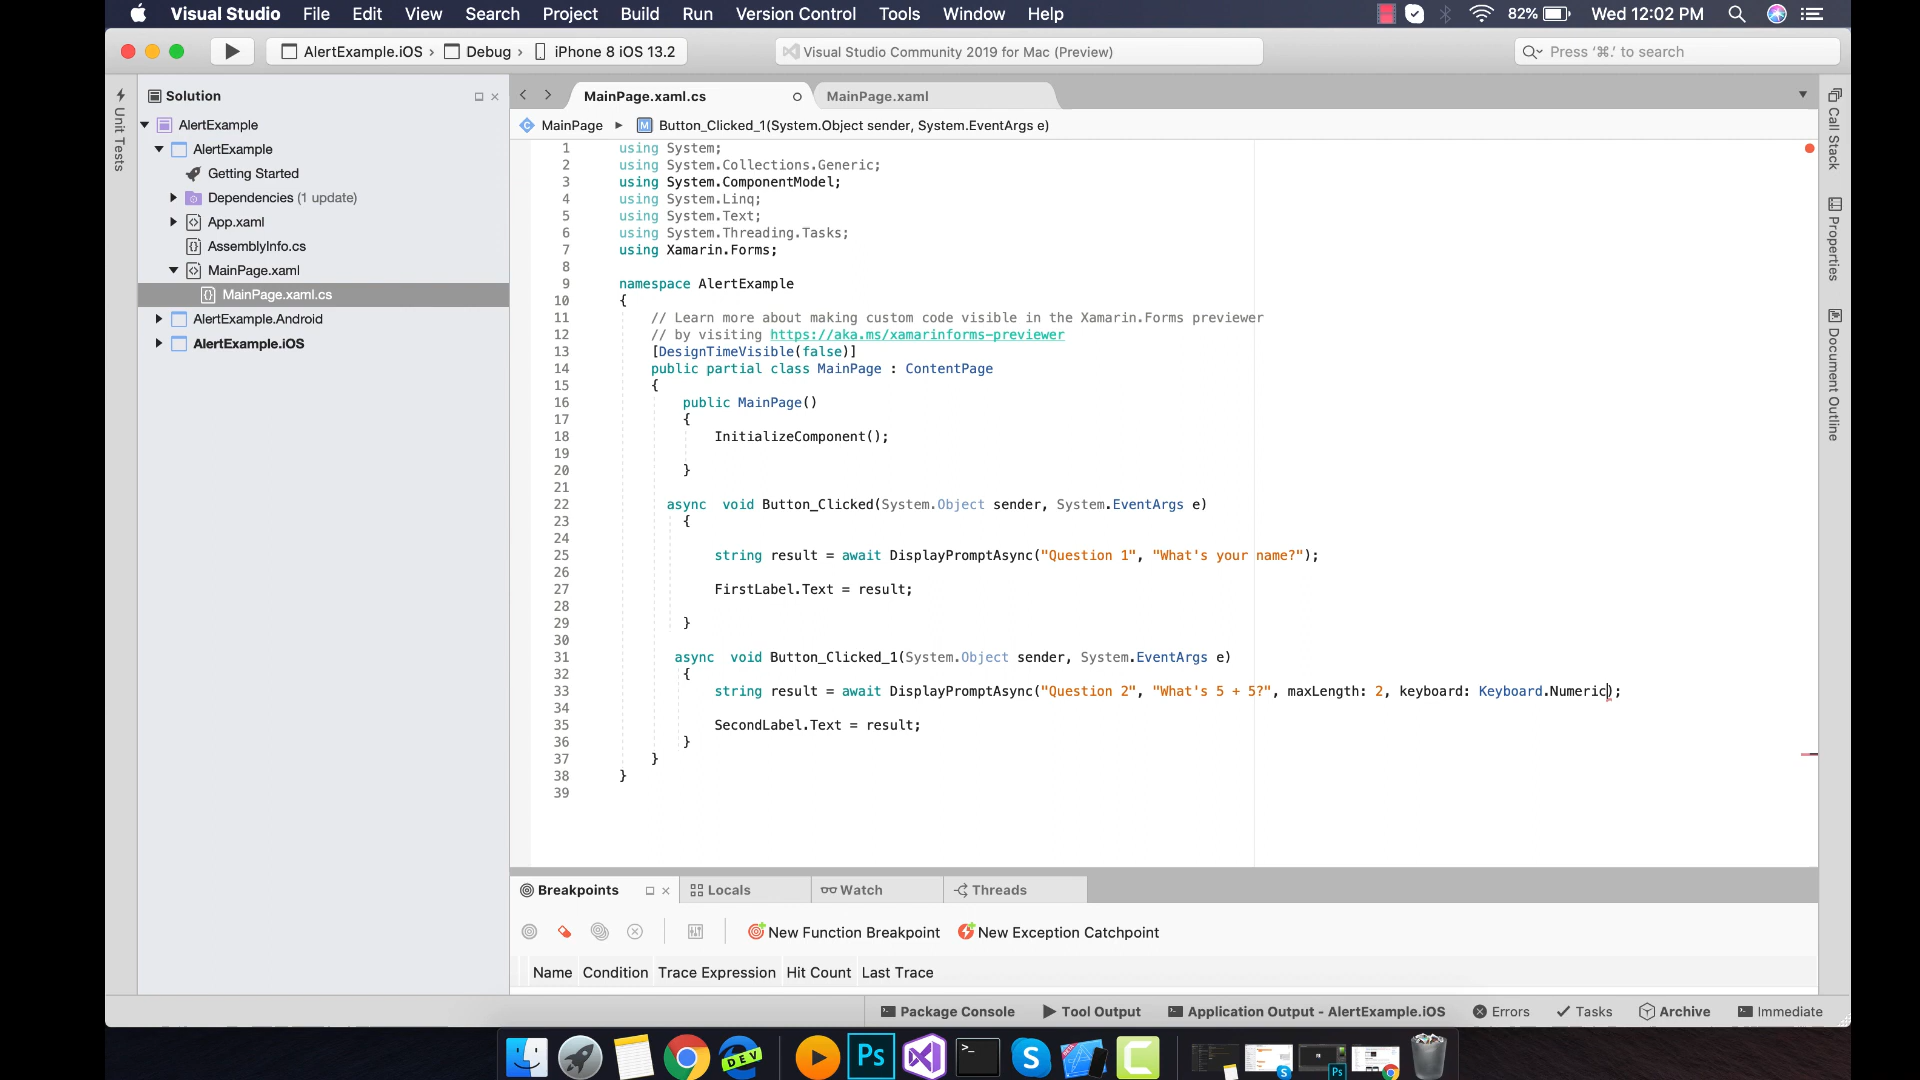 Visual Studio File Edit View Search Project Build Run Version Control Tools Window Help 82% Wed 12:02 PM
AlertExample.iOS › Debug › iPhone 8 iOS 13.2 Visual Studio Community 2019 for Mac (Preview) Press ‘⌘.’ to search
Solution
AlertExample
AlertExample
Getting Started
Dependencies (1 update)
App.xaml
AssemblyInfo.cs
MainPage.xaml
MainPage.xaml.cs
AlertExample.Android
AlertExample.iOS
Unit Tests
MainPage.xaml.cs MainPage.xaml
MainPage ▸ Button_Clicked_1(System.Object sender, System.EventArgs e)
1 using System;
2 using System.Collections.Generic;
3 using System.ComponentModel;
4 using System.Linq;
5 using System.Text;
6 using System.Threading.Tasks;
7 using Xamarin.Forms;
8
9 namespace AlertExample
10 {
11 // Learn more about making custom code visible in the Xamarin.Forms previewer
12 // by visiting https://aka.ms/xamarinforms-previewer
13 [DesignTimeVisible(false)]
14 public partial class MainPage : ContentPage
15 {
16 public MainPage()
17 {
18 InitializeComponent();
19
20 }
21
22 async void Button_Clicked(System.Object sender, System.EventArgs e)
23 {
24
25 string result = await DisplayPromptAsync("Question 1", "What's your name?");
26
27 FirstLabel.Text = result;
28
29 }
30
31 async void Button_Clicked_1(System.Object sender, System.EventArgs e)
32 {
33 string result = await DisplayPromptAsync("Question 2", "What's 5 + 5?", maxLength: 2, keyboard: Keyboard.Numeric);
34
35 SecondLabel.Text = result;
36 }
37 }
38 }
39
Call Stack
Properties
Document Outline
Breakpoints Locals Watch Threads
New Function Breakpoint New Exception Catchpoint
Name Condition Trace Expression Hit Count Last Trace
Package Console Tool Output Application Output - AlertExample.iOS Errors Tasks Archive Immediate
DEV Ps